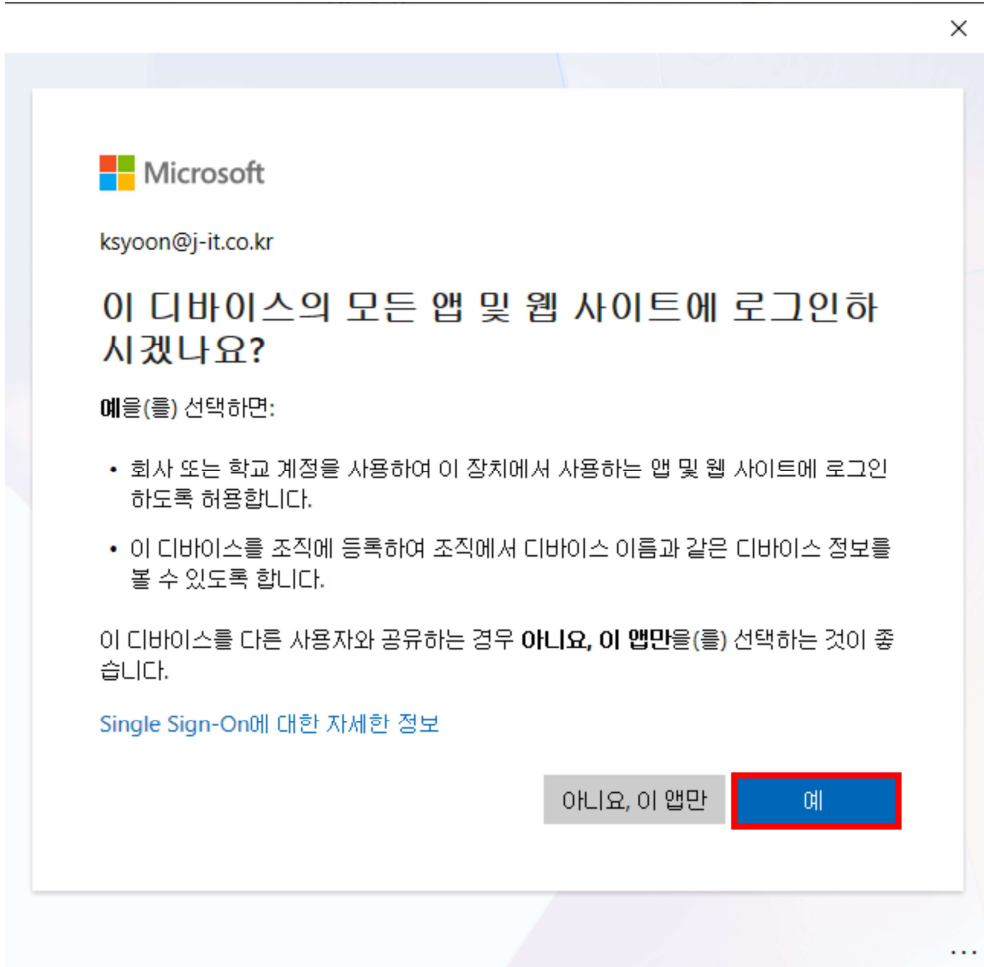 Microsoft
ksyoon@j-it.co.kr
이 디바이스의 모든 앱 및 웹 사이트에 로그인하
시겠나요?
예을(를) 선택하면:
• 회사 또는 학교 계정을 사용하여 이 장치에서 사용하는 앱 및 웹 사이트에 로그인
하도록 허용합니다.
• 이 디바이스를 조직에 등록하여 조직에서 디바이스 이름과 같은 디바이스 정보를
볼 수 있도록 합니다.
이 디바이스를 다른 사용자와 공유하는 경우 아니요, 이 앱만을(를) 선택하는 것이 좋
습니다.
Single Sign-On에 대한 자세한 정보
아니요, 이 앱만
예